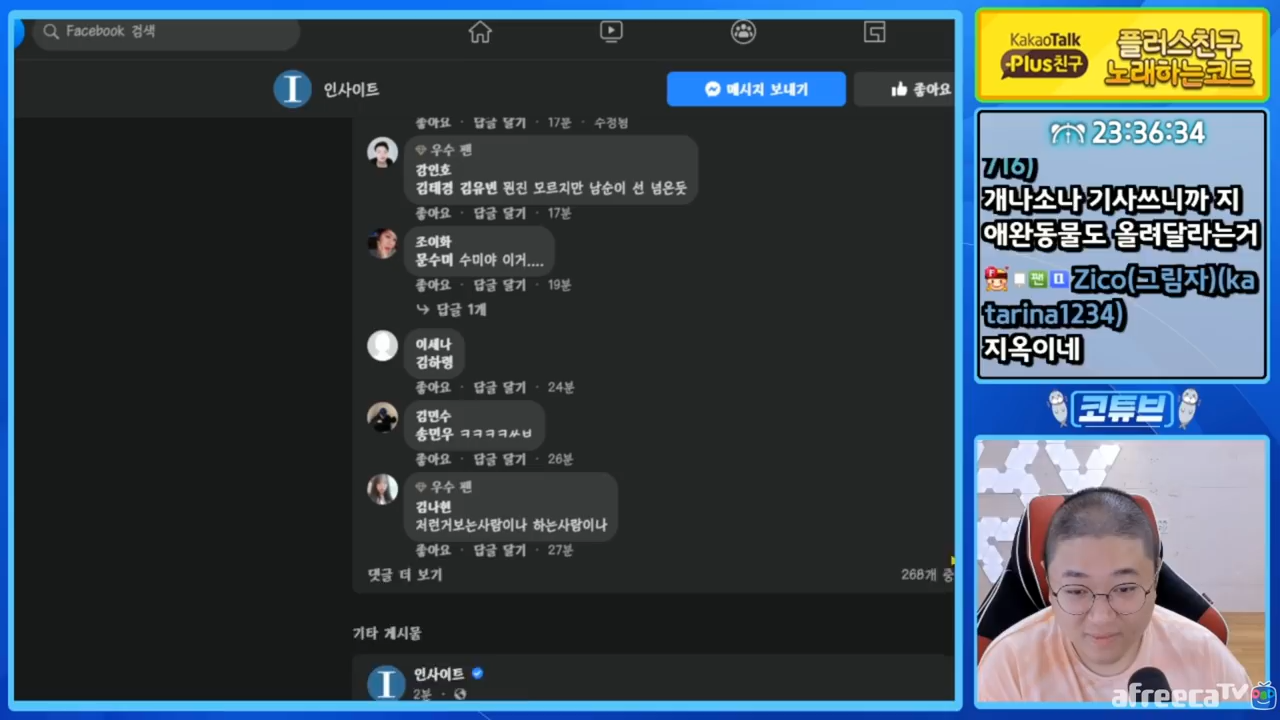 Facebook 검색
인사이트
메시지 보내기
좋아요
좋아요 · 답글 달기 · 17분 · 수정됨
우수 팬
강인호
김태경 김유빈 뭔진 모르지만 남순이 선 넘은듯
좋아요 · 답글 달기 · 17분
조이화
문수미 수미야 이거....
좋아요 · 답글 달기 · 19분
답글 1개
이세나
김하령
좋아요 · 답글 달기 · 24분
김민수
송민우 ㅋㅋㅋㅋㅆㅂ
좋아요 · 답글 달기 · 26분
우수 팬
김나현
저런거보는사람이나 하는사람이나
좋아요 · 답글 달기 · 27분
댓글 더 보기
268개 중
기타 게시물
인사이트
2분
KakaoTalk
Plus친구
플러스친구
노래하는코트
23:36:34
716)
개나소나 기사쓰니까 지
애완동물도 올려달라는거
F 팬 Zico(그림자)(ka
tarina1234)
지옥이네
코튜브
afreecaTV